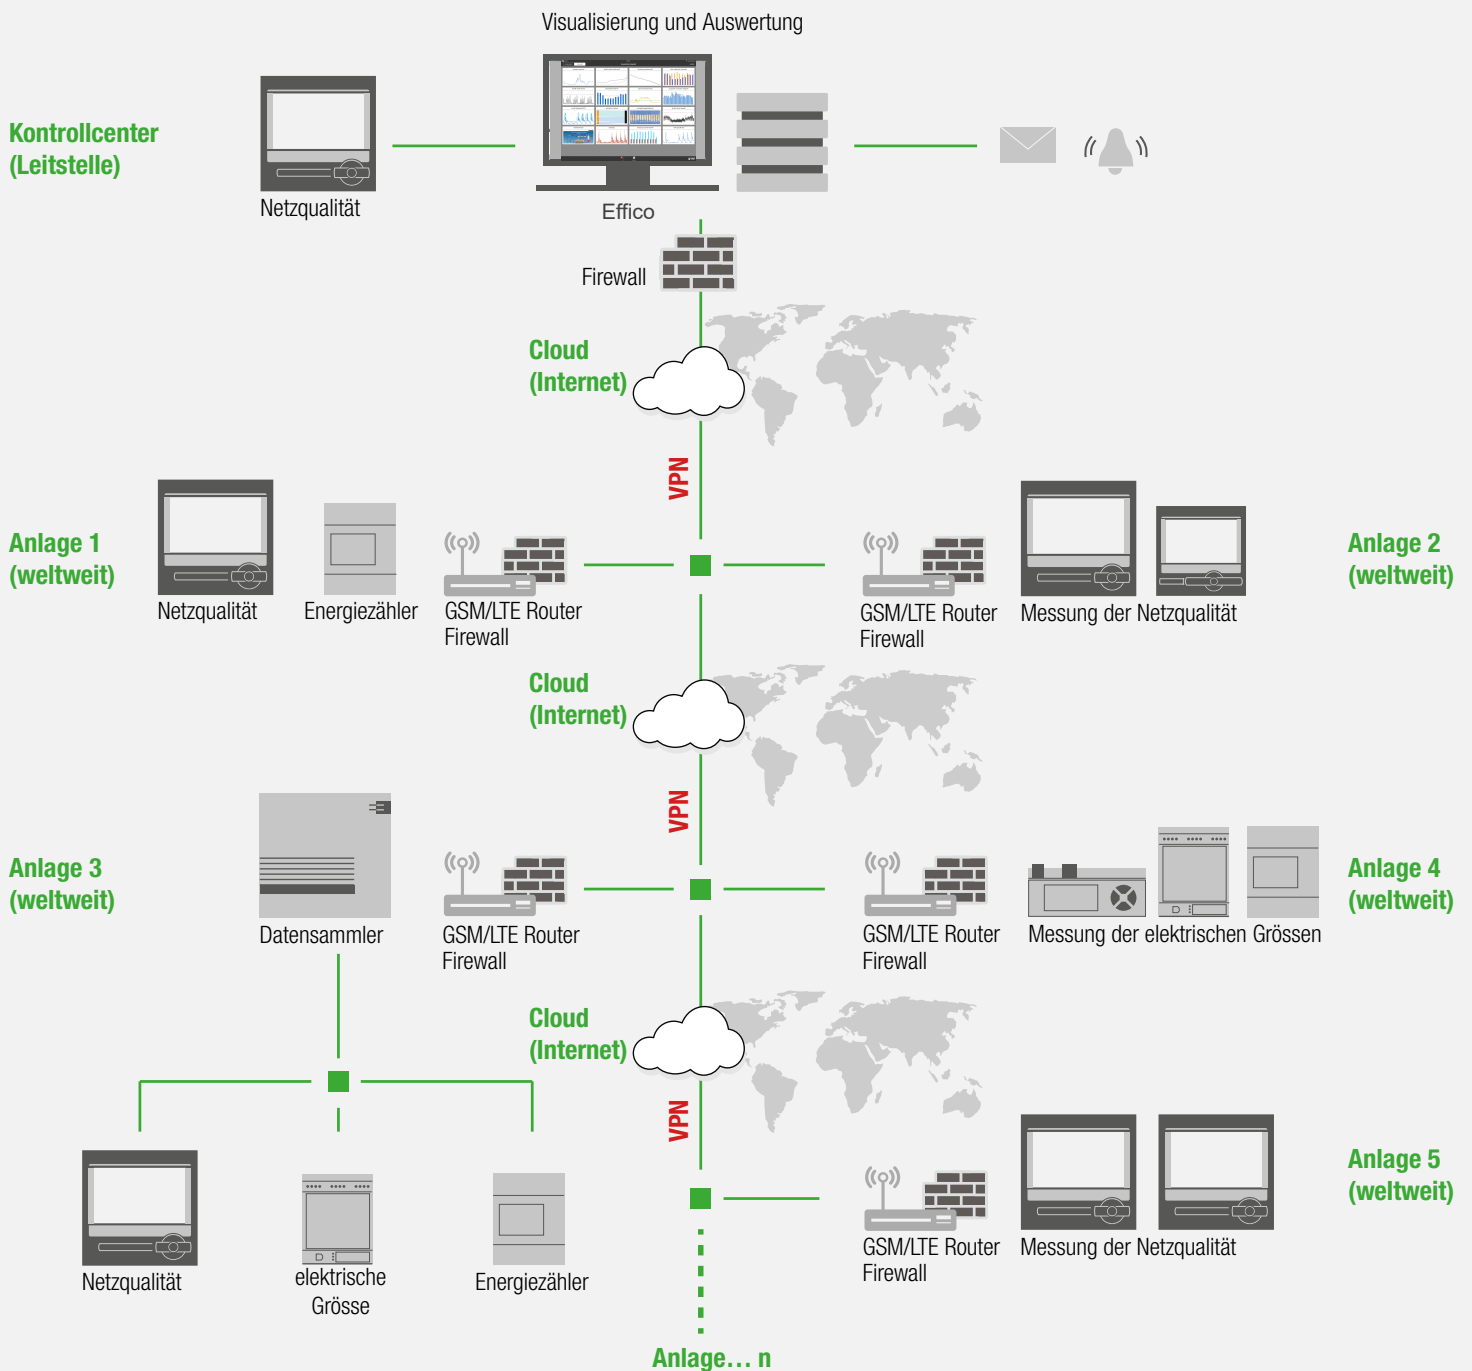 Visualisierung und Auswertung
Kontrollcenter
(Leitstelle)
Netzqualität
Effico
Firewall
Cloud
(Internet)
VPN
Anlage 1
(weltweit)
Netzqualität
Energiezähler
GSM/LTE Router
Firewall
GSM/LTE Router
Firewall
Messung der Netzqualität
Anlage 2
(weltweit)
Cloud
(Internet)
VPN
Anlage 3
(weltweit)
Datensammler
GSM/LTE Router
Firewall
GSM/LTE Router
Firewall
Messung der elektrischen Grössen
Anlage 4
(weltweit)
Cloud
(Internet)
VPN
Netzqualität
elektrische
Grösse
Energiezähler
GSM/LTE Router
Firewall
Messung der Netzqualität
Anlage 5
(weltweit)
Anlage... n